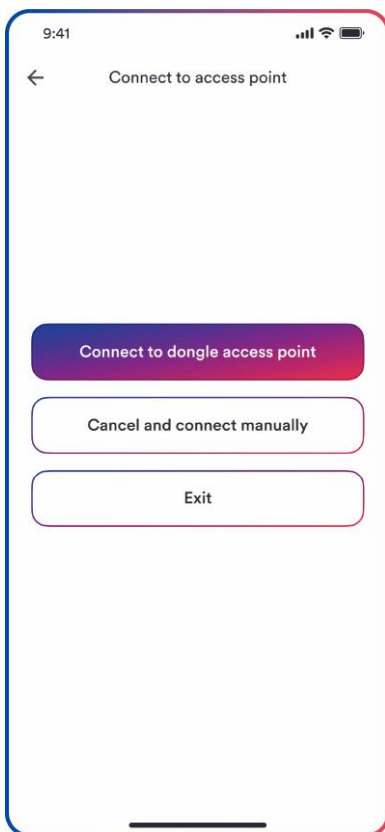 9:41
Connect to access point
Connect to dongle access point
Cancel and connect manually
Exit